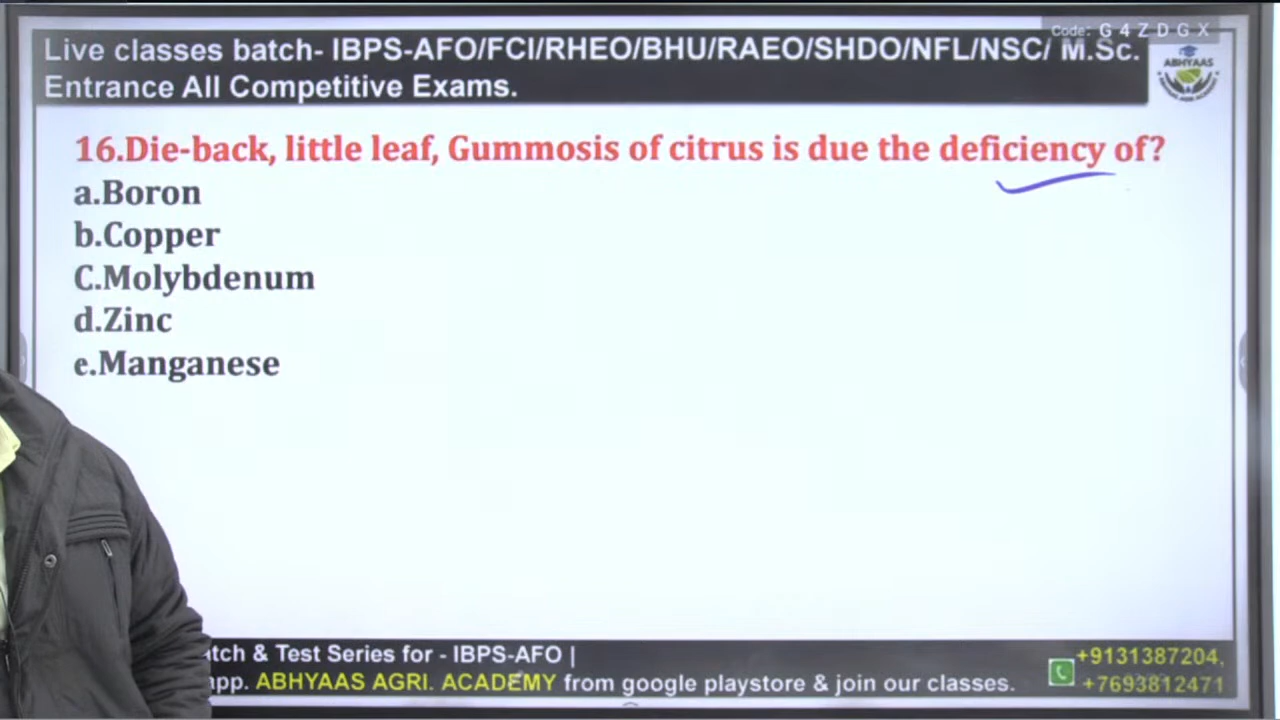 Code: G 4 Z D G X
Live classes batch- IBPS-AFO/FCI/RHEO/BHU/RAEO/SHDO/NFL/NSC/ M.Sc.
Entrance All Competitive Exams.
ABHYAAS
16.Die-back, little leaf, Gummosis of citrus is due the deficiency of?
a.Boron
b.Copper
C.Molybdenum
d.Zinc
e.Manganese
tch & Test Series for - IBPS-AFO |
pp. ABHYAAS AGRI. ACADEMY from google playstore & join our classes.
+9131387204,
+7693812471